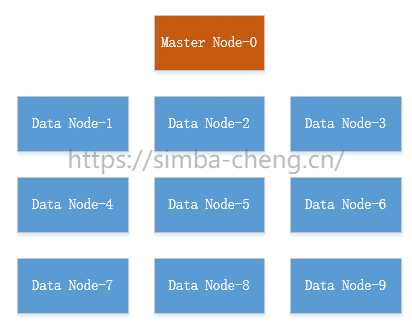 Master Node-0
Data Node-1
Data Node-2
Data Node-3
https://simba-cheng.cn/
Data Node-4
Data Node-5
Data Node-6
Data Node-7
Data Node-8
Data Node-9